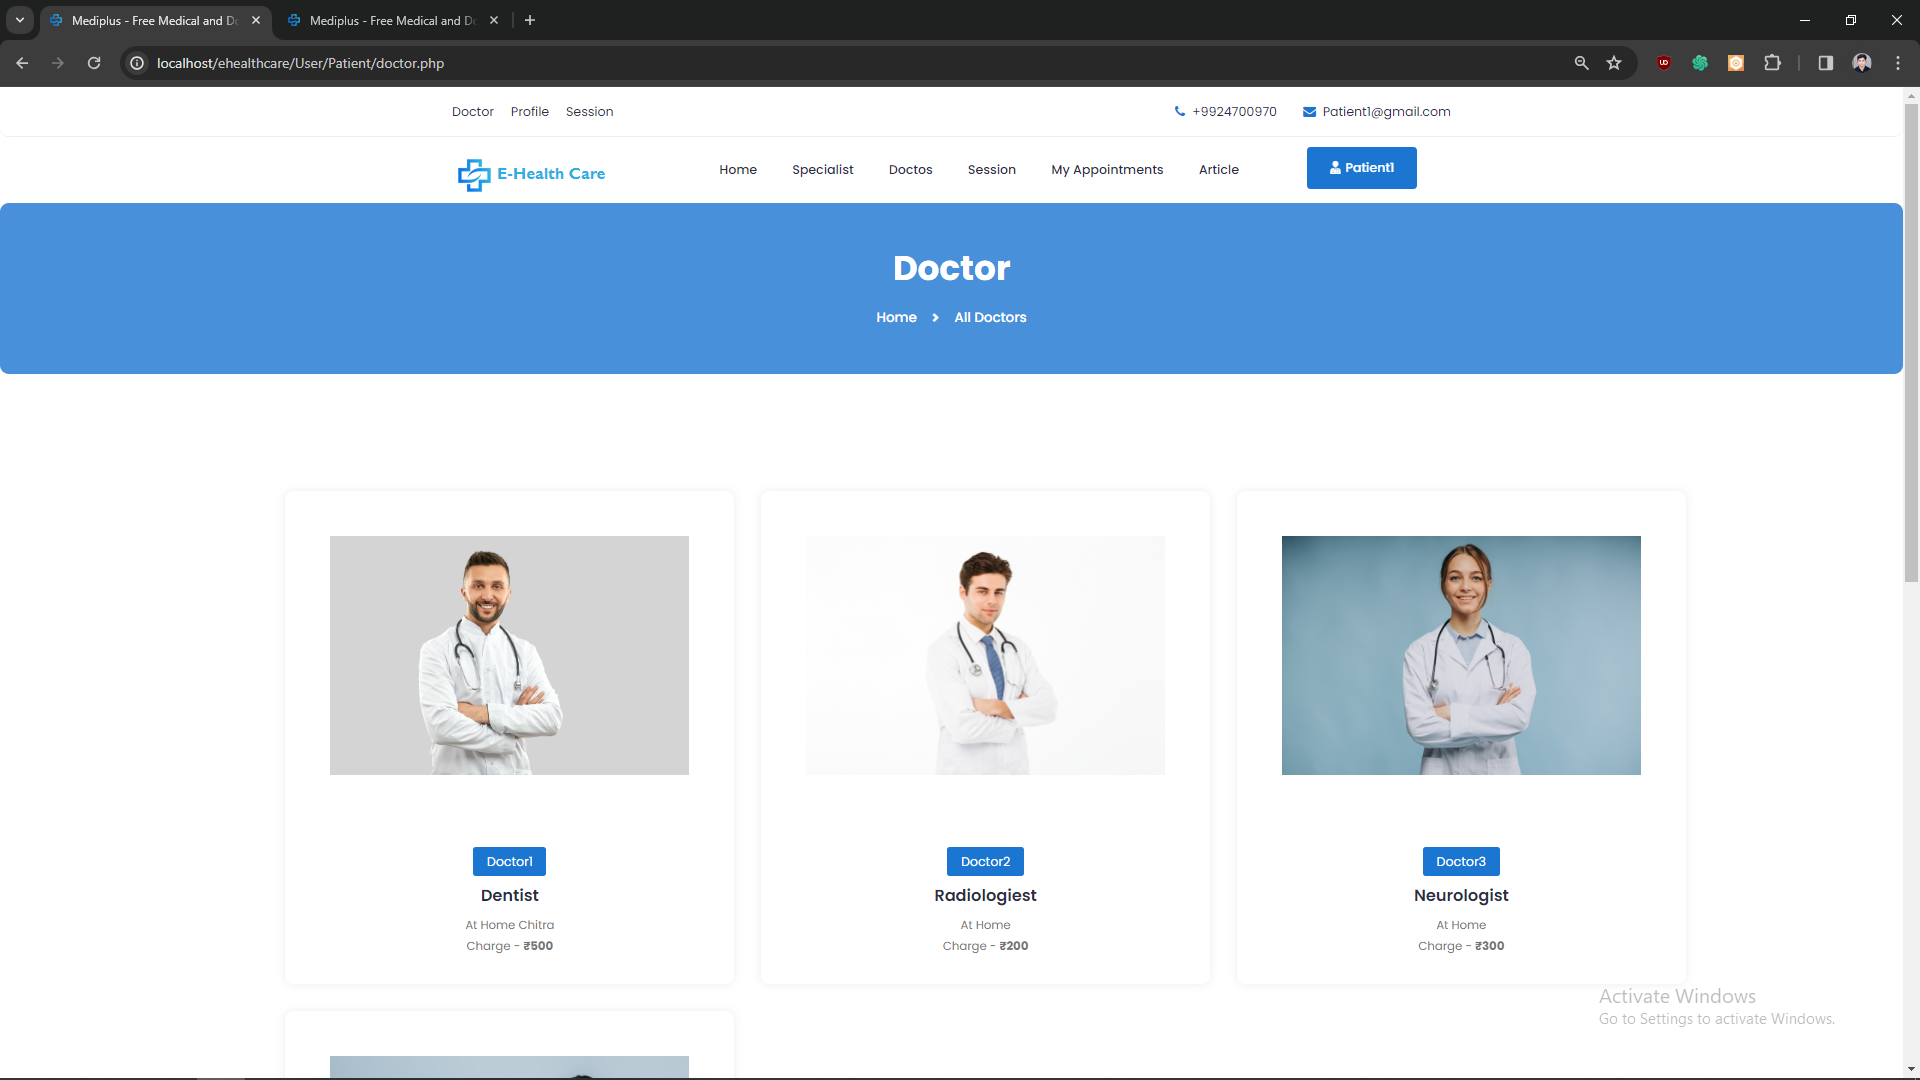 Mediplus - Free Medical and Do
Mediplus - Free Medical and Do
localhost/ehealthcare/User/Patient/doctor.php
Doctor Profile Session +9924700970 Patient1@gmail.com
E-Health Care Home Specialist Doctos Session My Appointments Article Patient1
Doctor
Home All Doctors
Doctor1
Dentist
At Home Chitra
Charge - ₹500
Doctor2
Radiologiest
At Home
Charge - ₹200
Doctor3
Neurologist
At Home
Charge - ₹300
Activate Windows
Go to Settings to activate Windows.